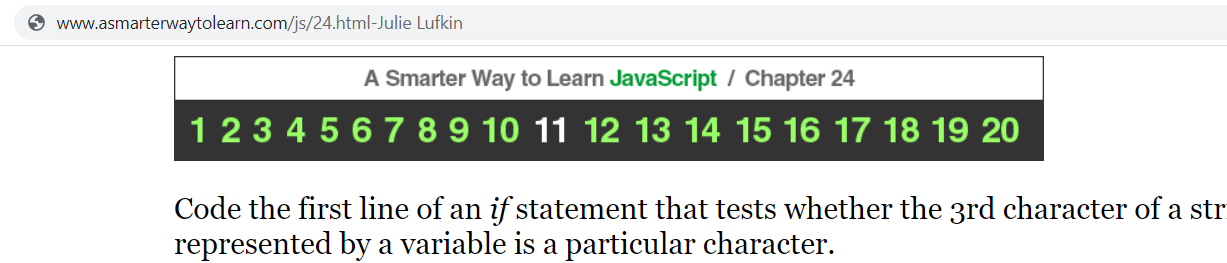 www.asmarterwaytolearn.com/js/24.html-Julie Lufkin
A Smarter Way to Learn JavaScript / Chapter 24
1 2 3 4 5 6 7 8 9 10 11 12 13 14 15 16 17 18 19 20
Code the first line of an if statement that tests whether the 3rd character of a str
represented by a variable is a particular character.